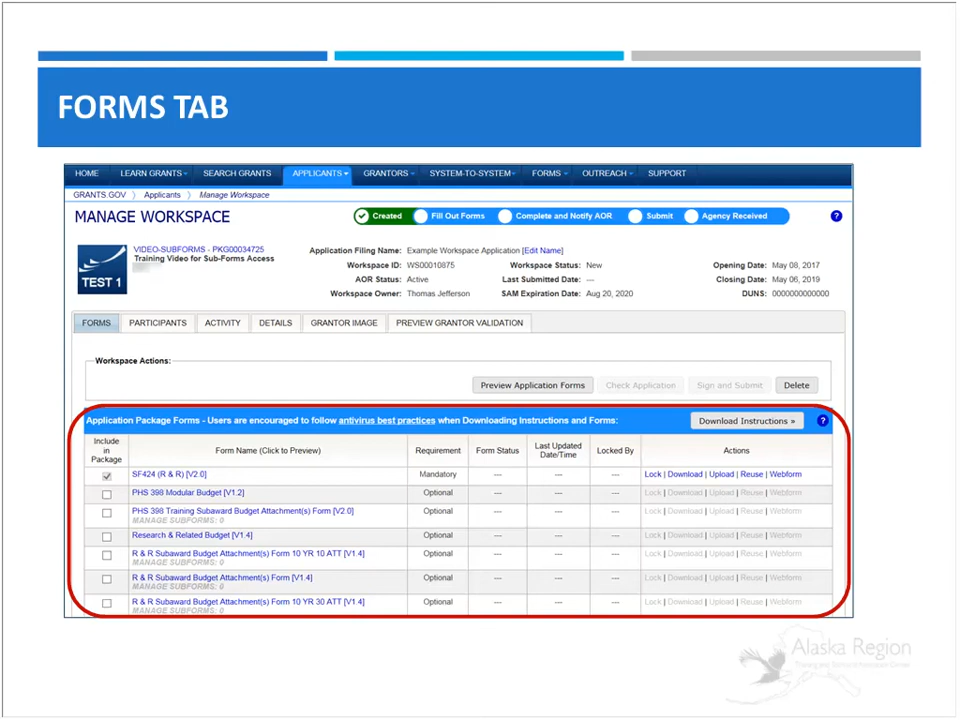 FORMS TAB
HOME LEARN GRANTS SEARCH GRANTS APPLICANTS GRANTORS SYSTEM-TO-SYSTEM FORMS OUTREACH SUPPORT
GRANTS.GOV 〉 Applicants 〉 Manage Workspace
MANAGE WORKSPACE Created Fill Out Forms Complete and Notify AOR Submit Agency Received ?
VIDEO-SUBFORMS - PKG00034725 Application Filing Name: Example Workspace Application [Edit Name]
Training Video for Sub-Forms Access Workspace ID: WS00010875 Workspace Status: New Opening Date: May 08, 2017
AOR Status: Active Last Submitted Date: --- Closing Date: May 06, 2019
TEST 1 Workspace Owner: Thomas Jefferson SAM Expiration Date: Aug 20, 2020 DUNS: 0000000000000
FORMS PARTICIPANTS ACTIVITY DETAILS GRANTOR IMAGE PREVIEW GRANTOR VALIDATION
Workspace Actions:
Preview Application Forms Check Application Sign and Submit Delete
Application Package Forms - Users are encouraged to follow antivirus best practices when Downloading Instructions and Forms: Download Instructions » ?
Include in Package Form Name (Click to Preview) Requirement Form Status Last Updated Date/Time Locked By Actions
SF424 (R & R) [V2.0] Mandatory --- --- --- Lock | Download | Upload | Reuse | Webform
PHS 398 Modular Budget [V1.2] Optional --- --- --- Lock | Download | Upload | Reuse | Webform
PHS 398 Training Subaward Budget Attachment(s) Form [V2.0] Optional --- --- --- Lock | Download | Upload | Reuse | Webform
MANAGE SUBFORMS: 0
Research & Related Budget [V1.4] Optional --- --- --- Lock | Download | Upload | Reuse | Webform
R & R Subaward Budget Attachment(s) Form 10 YR 10 ATT [V1.4] Optional --- --- --- Lock | Download | Upload | Reuse | Webform
MANAGE SUBFORMS: 0
R & R Subaward Budget Attachment(s) Form [V1.4] Optional --- --- --- Lock | Download | Upload | Reuse | Webform
MANAGE SUBFORMS: 0
R & R Subaward Budget Attachment(s) Form 10 YR 30 ATT [V1.4] Optional --- --- --- Lock | Download | Upload | Reuse | Webform
MANAGE SUBFORMS: 0
Alaska Region